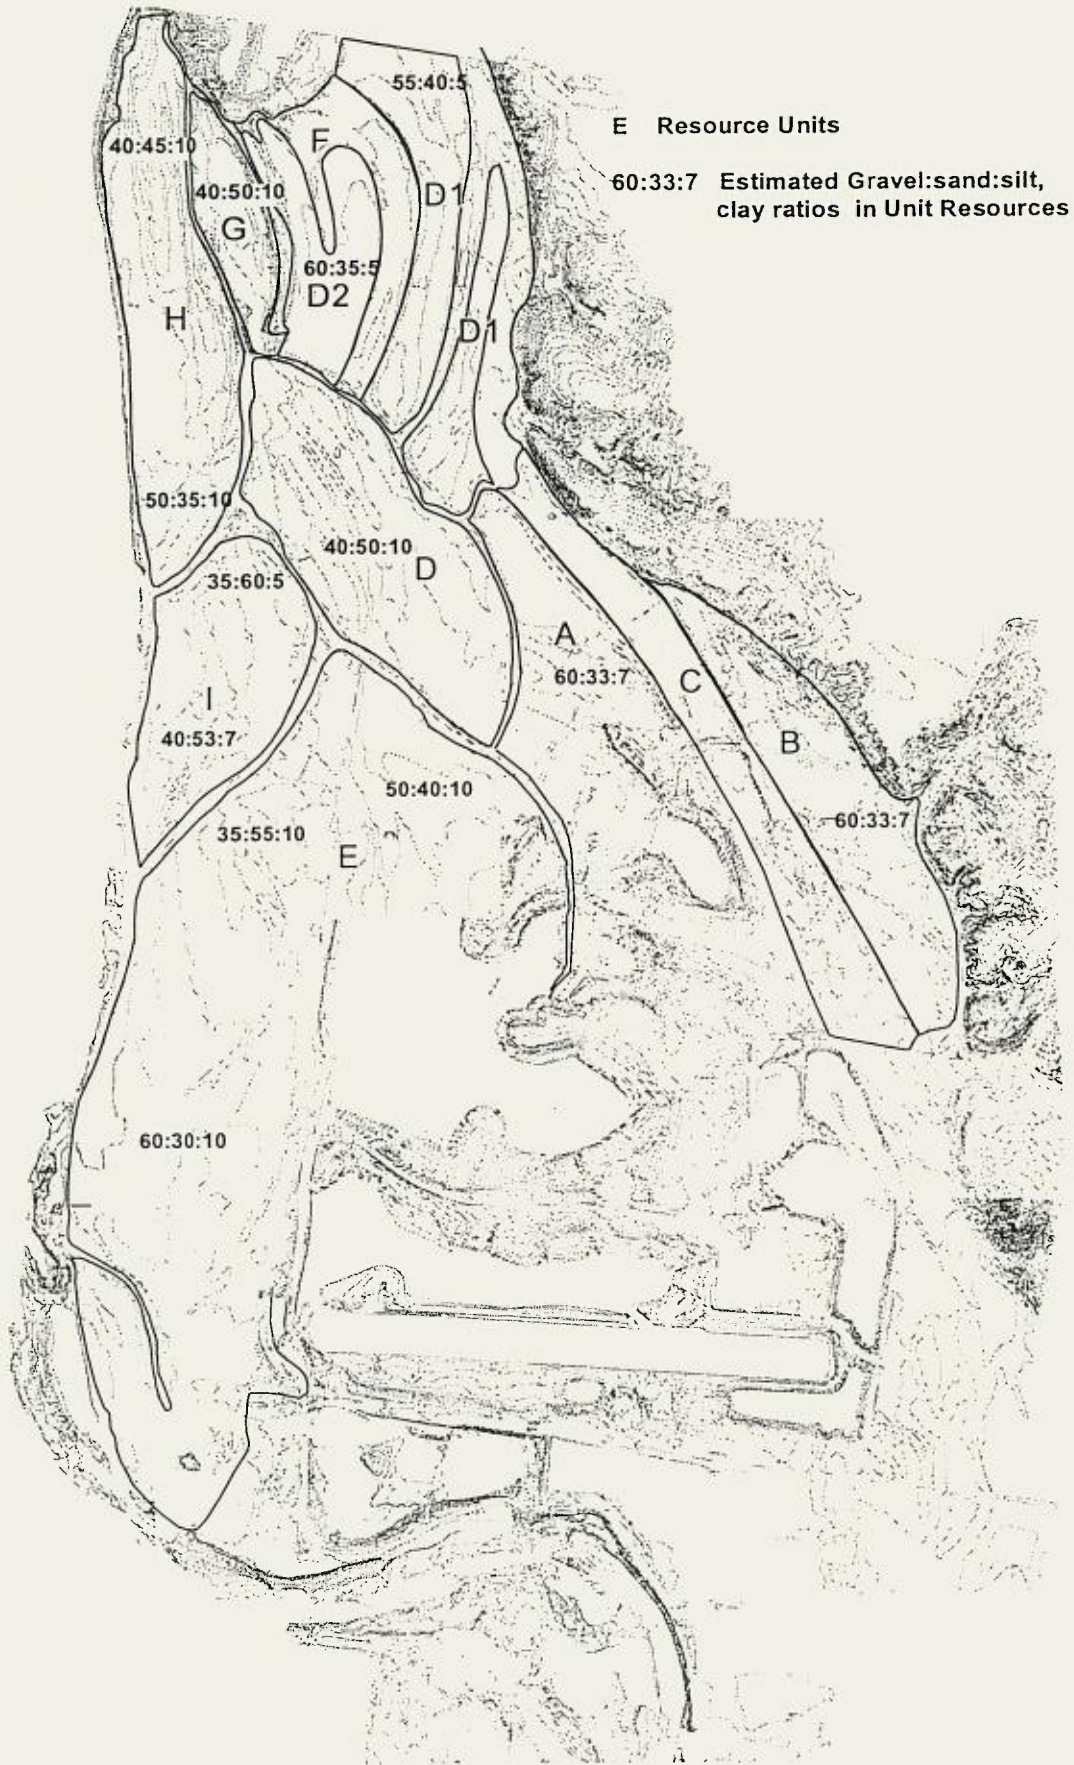 55:40:5
E Resource Units
F
40:45:10
60:33:7 Estimated Gravel:sand:silt,
clay ratios in Unit Resources
40:50:10
D1
G
60:35:5
D2
H
D1
50:35:10
40:50:10
D
35:60:5
A
60:33:7
C
I
40:53:7
B
50:40:10
60:33:7
35:55:10
E
60:30:10